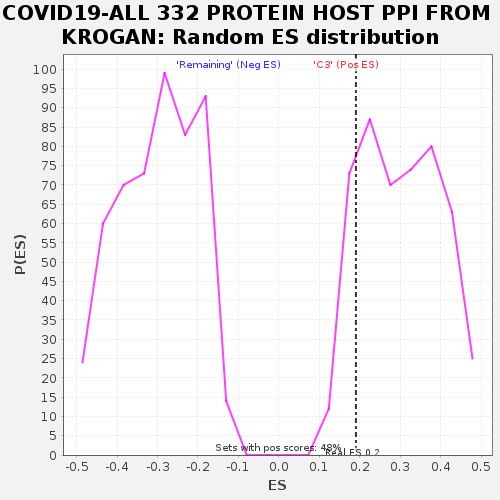 COVID19-ALL 332 PROTEIN HOST PPI FROM
KROGAN: Random ES distribution
'Remaining' (Neg ES) 'C3' (Pos ES)
100
95
90
85
80
75
70
65
60
55
50
45
40
35
30
25
20
15
10
5
0
P(ES)
Sets with pos scores: 48%
Real ES 0.2
-0.5 -0.4 -0.3 -0.2 -0.1 0.0 0.1 0.2 0.3 0.4 0.5
ES